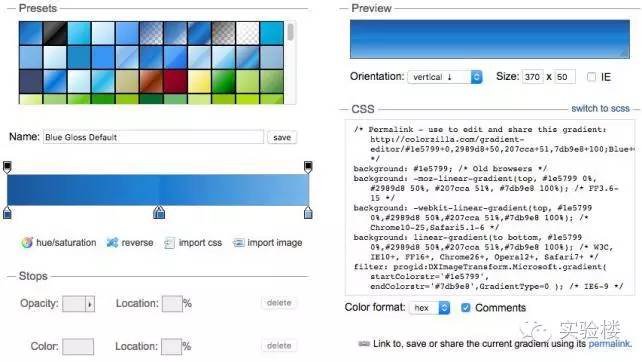 Presets
Name: Blue Gloss Default save
hue/saturation reverse import css import image
Stops
Opacity: Location: % delete
Color: Location: % delete
Preview
Orientation: vertical ↓ Size: 370 x 50 IE
CSS switch to scss
/* Permalink - use to edit and share this gradient:
http://colorzilla.com/gradient-
editor/#1e5799+0,2989d8+50,207cca+51,7db9e8+100;Blue+
*/
background: #1e5799; /* Old browsers */
background: -moz-linear-gradient(top, #1e5799 0%,
#2989d8 50%, #207cca 51%, #7db9e8 100%); /* FF3.6-
15 */
background: -webkit-linear-gradient(top, #1e5799
0%,#2989d8 50%,#207cca 51%,#7db9e8 100%); /*
Chrome10-25,Safari5.1-6 */
background: linear-gradient(to bottom, #1e5799
0%,#2989d8 50%,#207cca 51%,#7db9e8 100%); /* W3C,
IE10+, FF16+, Chrome26+, Opera12+, Safari7+ */
filter: progid:DXImageTransform.Microsoft.gradient(
startColorstr='#1e5799',
endColorstr='#7db9e8',GradientType=0 ); /* IE6-9 */
Color format: hex Comments
Link to, save or share the current gradient using its permalink.
实验楼